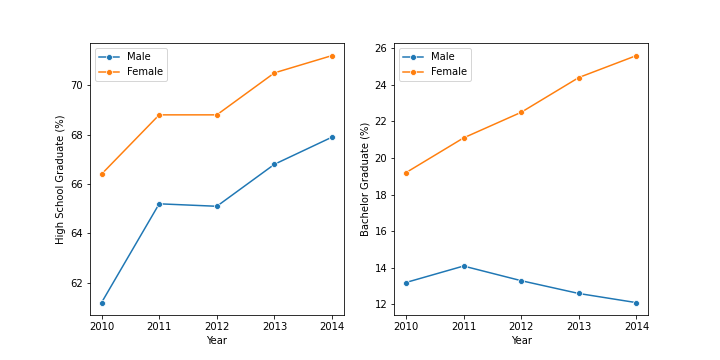 Male
Female
High School Graduate (%)
70
68
66
64
62
2010 2011 2012 2013 2014
Year
Male
Female
Bachelor Graduate (%)
26
24
22
20
18
16
14
12
2010 2011 2012 2013 2014
Year